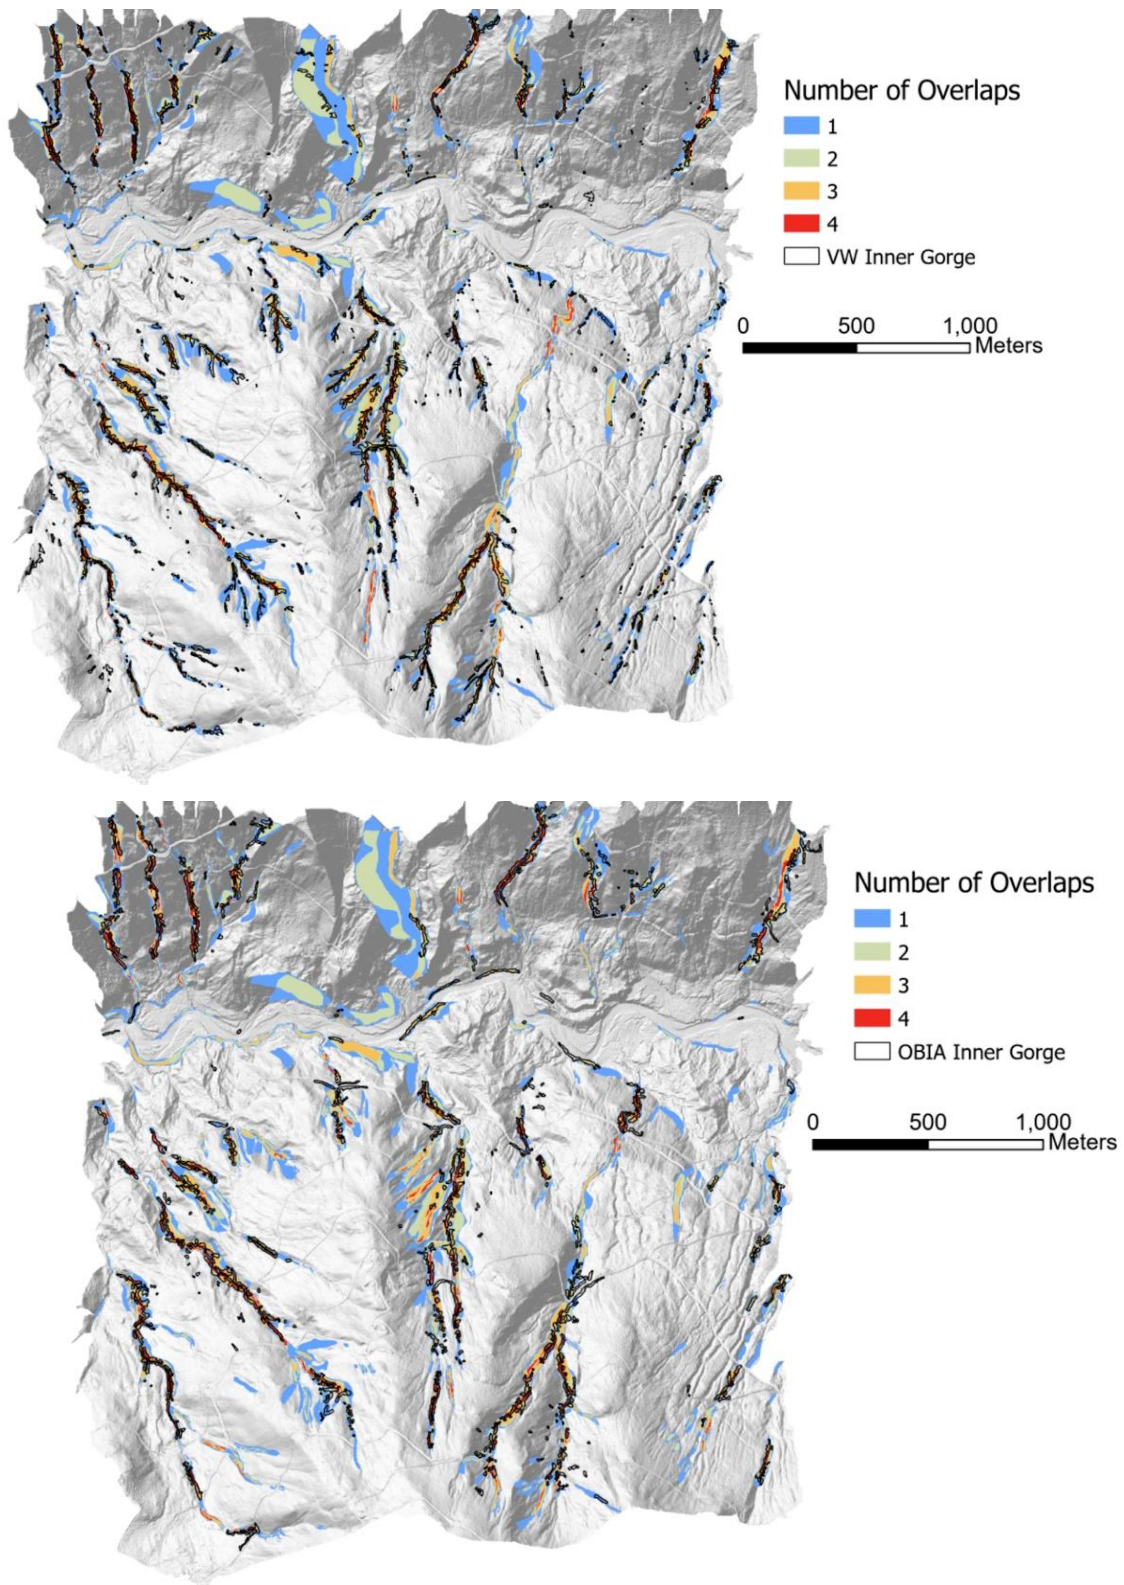 Number of Overlaps
1
2
3
4
VW Inner Gorge
0 500 1,000
Meters
Number of Overlaps
1
2
3
4
OBIA Inner Gorge
0 500 1,000
Meters